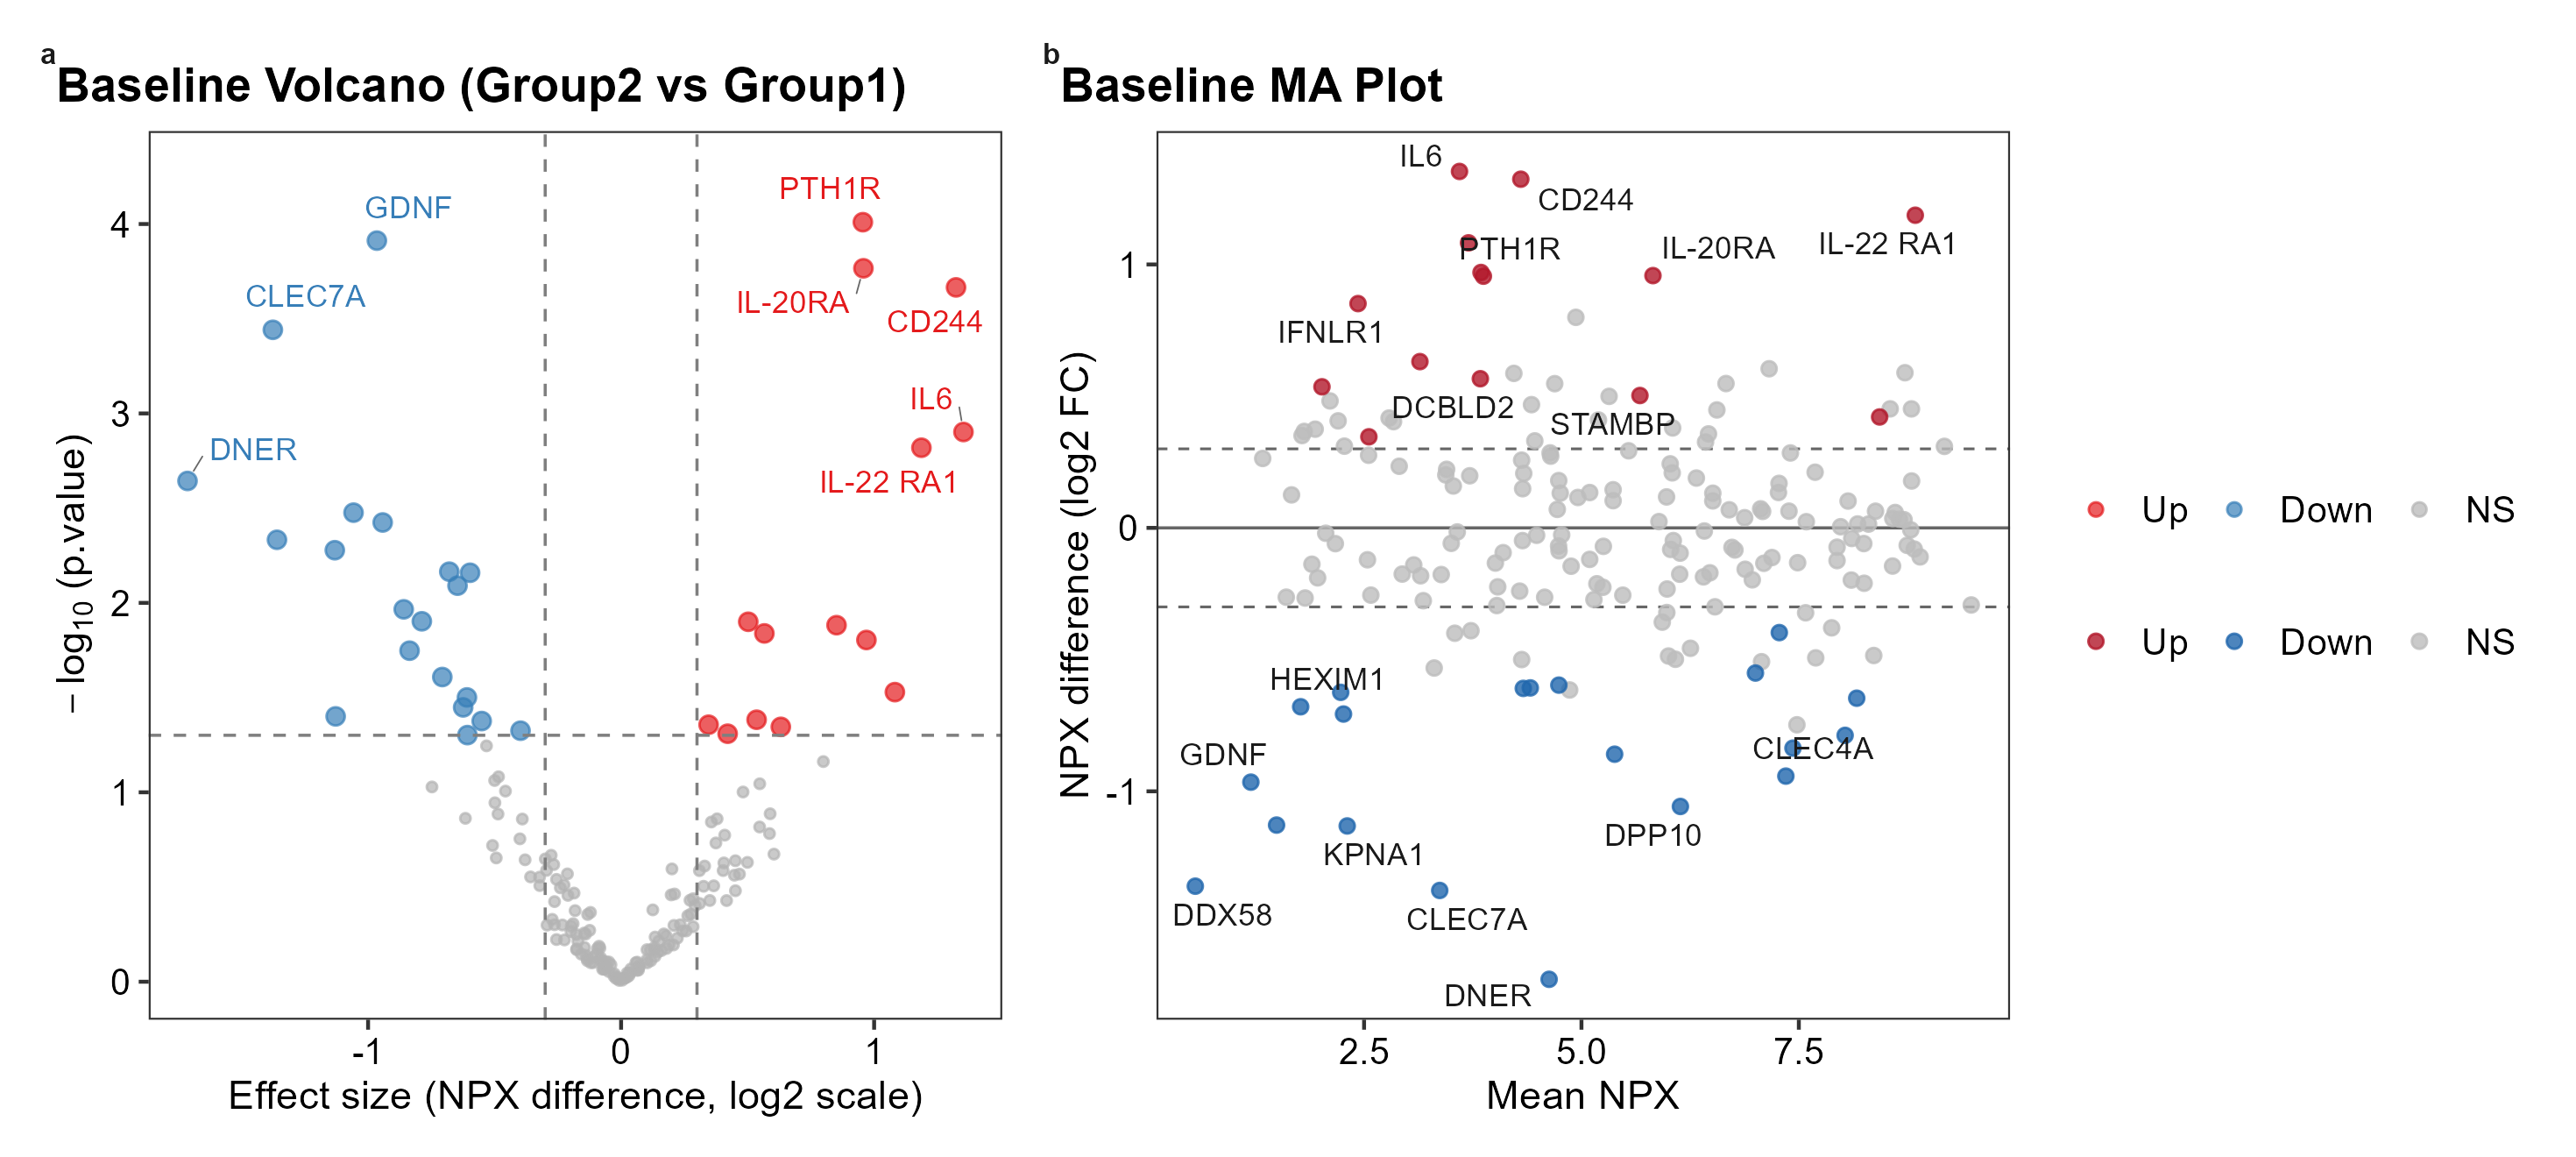 a
Baseline Volcano (Group2 vs Group1)
PTH1R
GDNF
IL-20RA
CLEC7A
CD244
IL6
DNER
IL-22 RA1
4
3
2
1
0
− log10 (p.value)
-1
0
1
Effect size (NPX difference, log2 scale)
b
Baseline MA Plot
IL6
CD244
PTH1R
IL-20RA
IL-22 RA1
IFNLR1
DCBLD2
STAMBP
HEXIM1
GDNF
CLEC4A
DPP10
KPNA1
DDX58
CLEC7A
DNER
1
0
-1
NPX difference (log2 FC)
2.5
5.0
7.5
Mean NPX
Up Down NS
Up Down NS